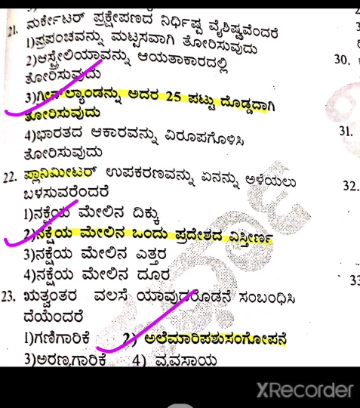 21. ಮರ್ಕೇಟರ್ ಪ್ರಕ್ಷೇಪಣದ ನಿರ್ಧಿಷ್ಟ ವೈಶಿಷ್ಟ್ಯವೆಂದರೆ
1)ಪ್ರಪಂಚವನ್ನು ಮಟ್ಟಸವಾಗಿ ತೋರಿಸುವುದು
2)ಆಸ್ಟ್ರೇಲಿಯಾವನ್ನು ಆಯತಾಕಾರದಲ್ಲಿ
ತೋರಿಸುವುದು
3)ಗ್ರೀನ್‌ಲ್ಯಾಂಡನ್ನು ಅದರ 25 ಪಟ್ಟು ದೊಡ್ಡದಾಗಿ
ತೋರಿಸುವುದು
4)ಭಾರತದ ಆಕಾರವನ್ನು ವಿರೂಪಗೊಳಿಸಿ
ತೋರಿಸುವುದು
22. ಪ್ಲಾನಿಮೀಟರ್ ಉಪಕರಣವನ್ನು ಏನನ್ನು ಅಳೆಯಲು
ಬಳಸುವರೆಂದರೆ
1)ನಕ್ಷೆಯ ಮೇಲಿನ ದಿಕ್ಕು
2)ನಕ್ಷೆಯ ಮೇಲಿನ ಒಂದು ಪ್ರದೇಶದ ವಿಸ್ತೀರ್ಣ
3)ನಕ್ಷೆಯ ಮೇಲಿನ ಎತ್ತರ
4)ನಕ್ಷೆಯ ಮೇಲಿನ ದೂರ
23. ಋತ್ವಂತರ ವಲಸೆ ಯಾವುದರೊಡನೆ ಸಂಬಂಧಿಸಿ
ದೆಯೆಂದರೆ
1)ಗಣಿಗಾರಿಕೆ 2) ಅಲೆಮಾರಿಪಶುಸಂಗೋಪನೆ
3)ಅರಣ್ಯಗಾರಿಕೆ 4) ವ್ಯವಸಾಯ
30.
31.
32.
33
XRecorder